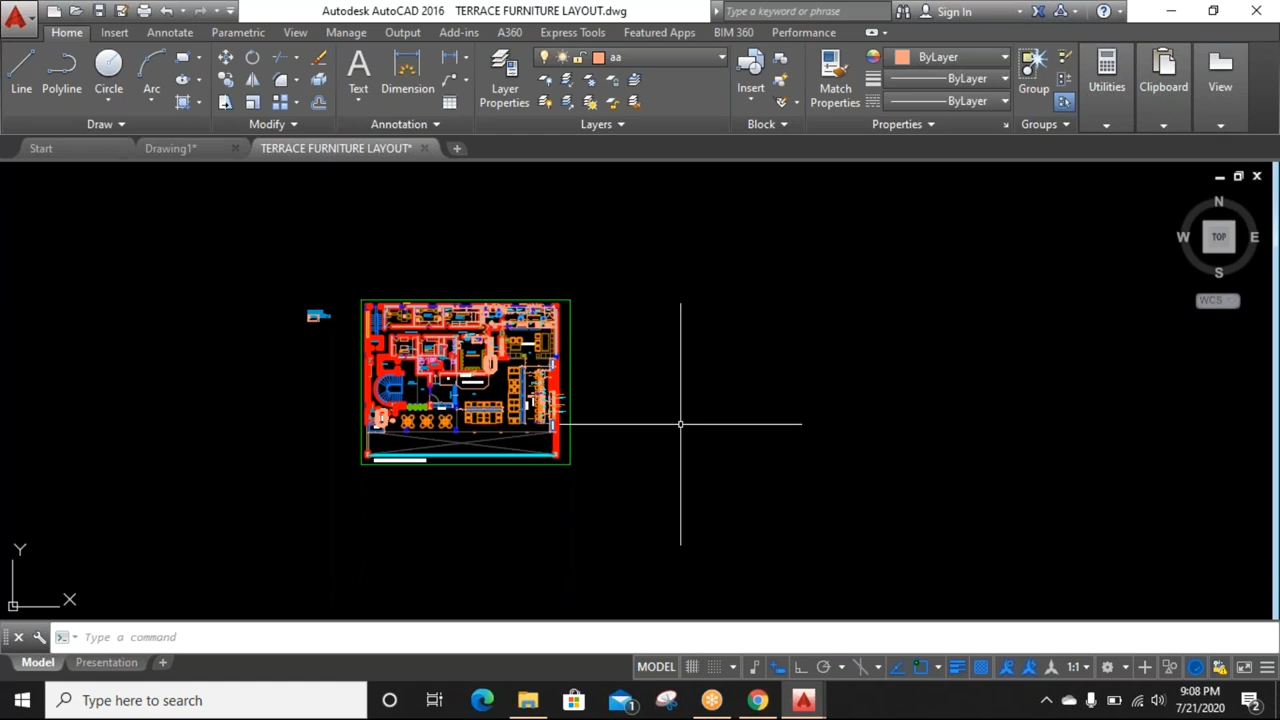 Autodesk AutoCAD 2016 TERRACE FURNITURE LAYOUT.dwg
Type a keyword or phrase
Sign In
Home Insert Annotate Parametric View Manage Output Add-ins A360 Express Tools Featured Apps BIM 360 Performance
Line Polyline Circle Arc
Text Dimension
Layer Properties
aa
Insert
Match Properties
ByLayer
ByLayer
ByLayer
Group
Utilities
Clipboard
View
Draw Modify Annotation Layers Block Properties Groups
Start Drawing1* TERRACE FURNITURE LAYOUT*
N
W TOP E
S
WCS
Y
X
Type a command
Model Presentation
MODEL 1:1
Type here to search
1
9:08 PM
7/21/2020
2